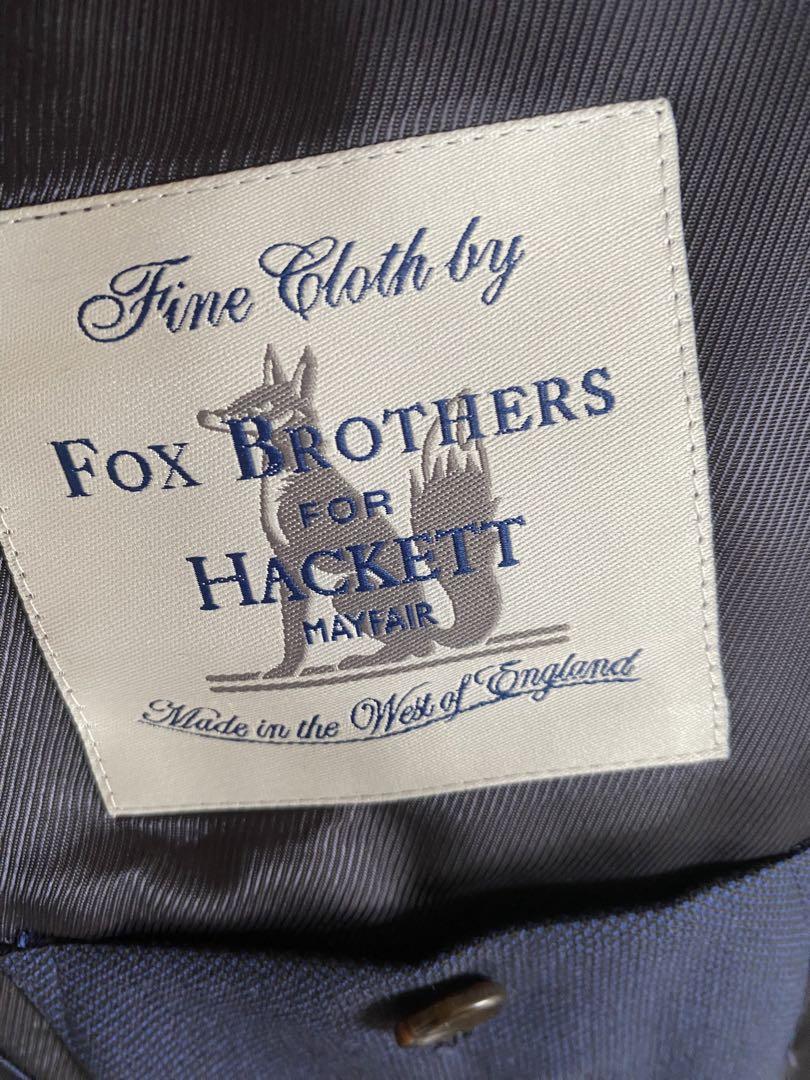 Fine Cloth by
FOX BROTHERS
FOR
HACKETT
MAYFAIR
Made in the West of England